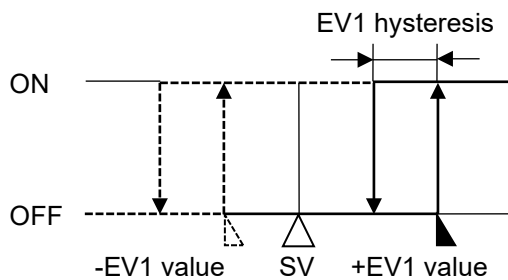 EV1 hysteresis
ON
OFF
-EV1 value SV +EV1 value